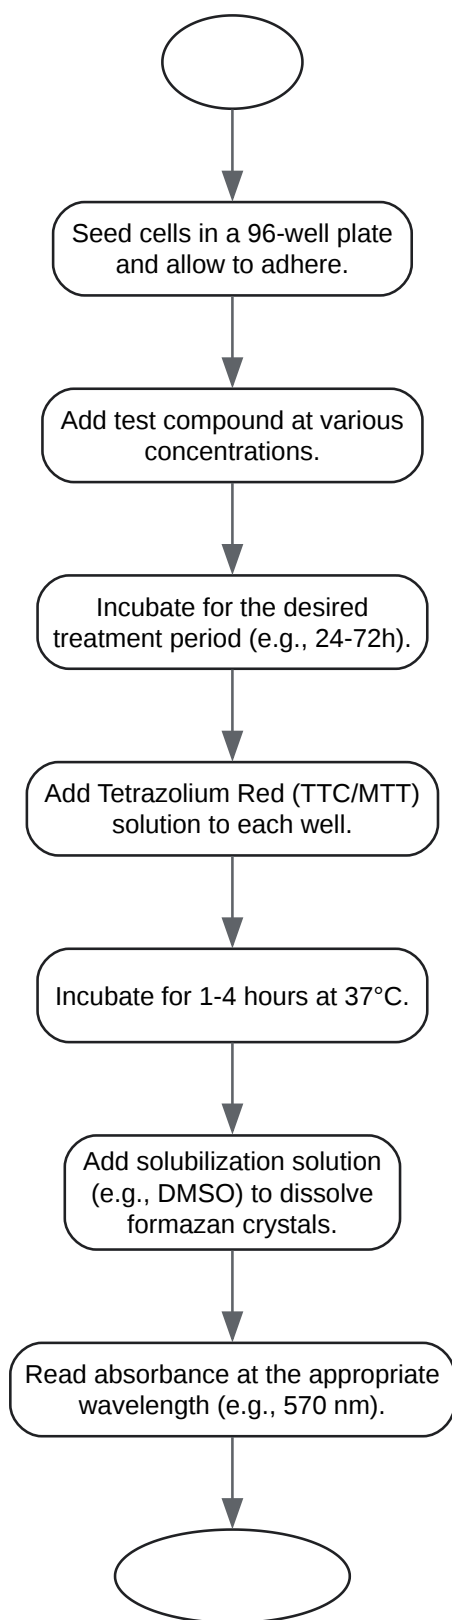 Seed cells in a 96-well plate
and allow to adhere.
Add test compound at various
concentrations.
Incubate for the desired
treatment period (e.g., 24-72h).
Add Tetrazolium Red (TTC/MTT)
solution to each well.
Incubate for 1-4 hours at 37°C.
Add solubilization solution
(e.g., DMSO) to dissolve
formazan crystals.
Read absorbance at the appropriate
wavelength (e.g., 570 nm).